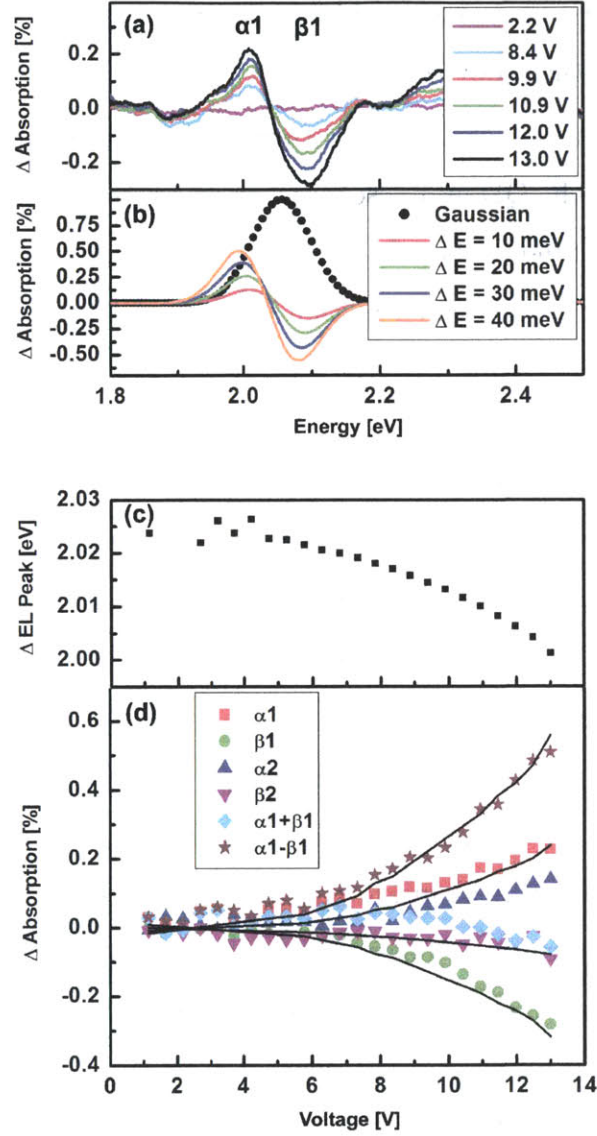 (a) α1 β1
2.2 V
8.4 V
9.9 V
10.9 V
12.0 V
13.0 V
Δ Absorption [%]
0.2
0.0
-0.2
(b)
Gaussian
Δ E = 10 meV
Δ E = 20 meV
Δ E = 30 meV
Δ E = 40 meV
Δ Absorption [%]
0.75
0.50
0.25
0.00
-0.25
-0.50
1.8 2.0 2.2 2.4
Energy [eV]
(c)
Δ EL Peak [eV]
2.03
2.02
2.01
2.00
(d)
α1
β1
α2
β2
α1+β1
α1-β1
Δ Absorption [%]
0.6
0.4
0.2
0.0
-0.2
-0.4
0 2 4 6 8 10 12 14
Voltage [V]